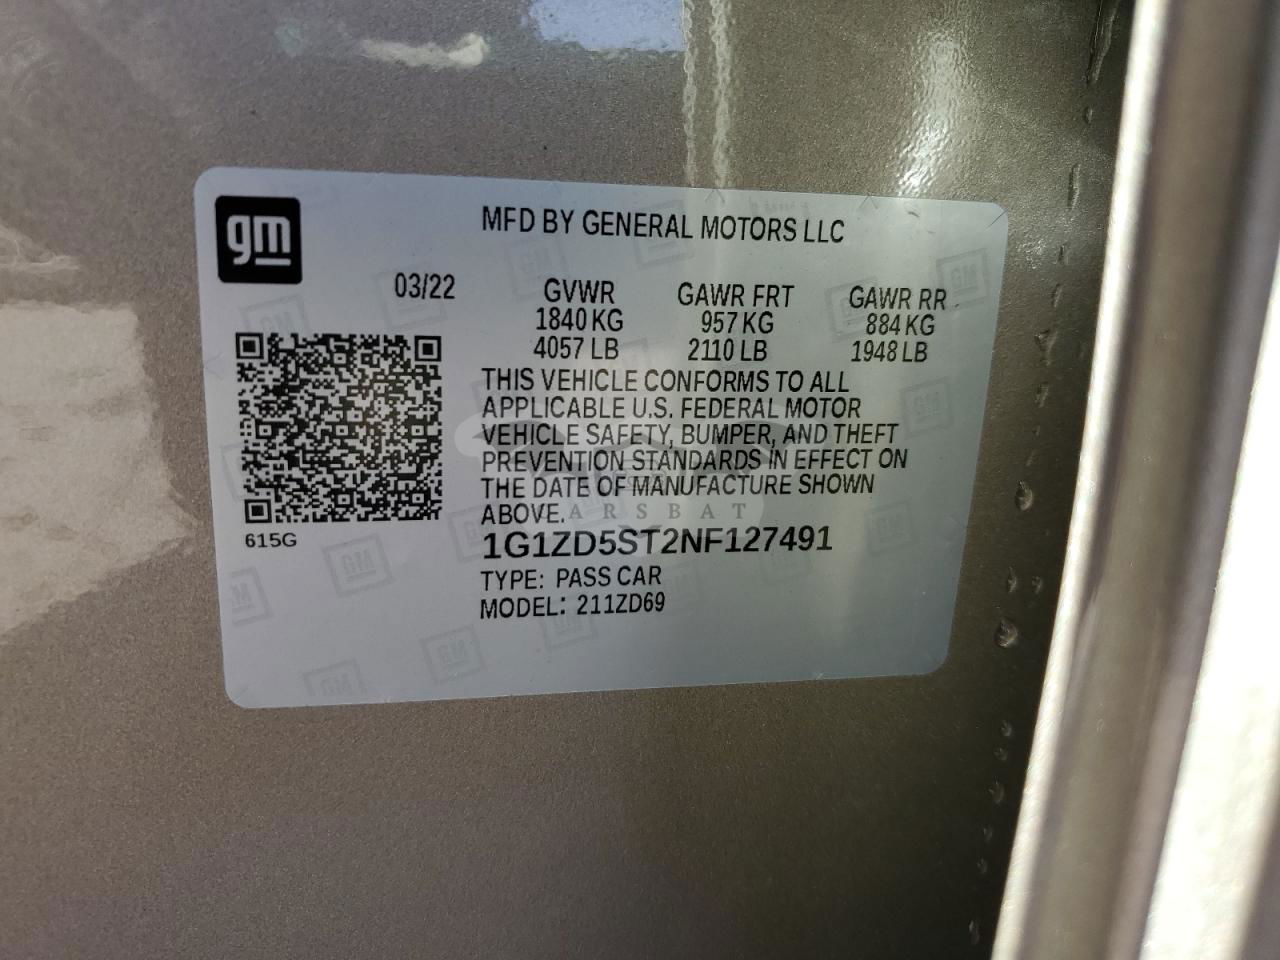 gm
MFD BY GENERAL MOTORS LLC
03/22 GVWR GAWR FRT GAWR RR
1840 KG 957 KG 884 KG
4057 LB 2110 LB 1948 LB
THIS VEHICLE CONFORMS TO ALL
APPLICABLE U.S. FEDERAL MOTOR
VEHICLE SAFETY, BUMPER, AND THEFT
PREVENTION STANDARDS IN EFFECT ON
THE DATE OF MANUFACTURE SHOWN
ABOVE.
ARSBAT
615G
1G1ZD5ST2NF127491
TYPE: PASS CAR
MODEL: 211ZD69